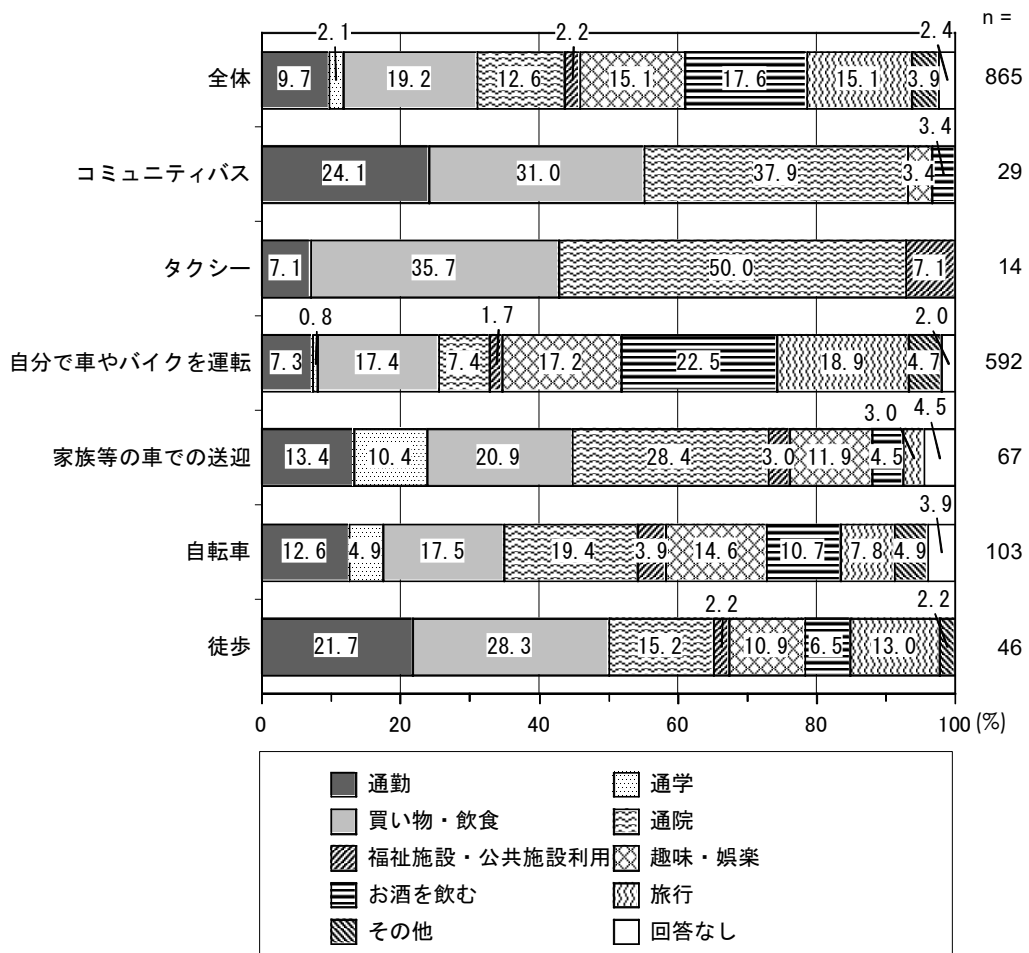 n =
2.1 2.2 2.4
全体 9.7 19.2 12.6 15.1 17.6 15.1 3.9 865
3.4
コミュニティバス 24.1 31.0 37.9 3.4 29
タクシー 7.1 35.7 50.0 7.1 14
0.8 1.7 2.0
自分で車やバイクを運転 7.3 17.4 7.4 17.2 22.5 18.9 4.7 592
3.0 4.5
家族等の車での送迎 13.4 10.4 20.9 28.4 3.0 11.9 4.5 67
3.9
自転車 12.6 4.9 17.5 19.4 3.9 14.6 10.7 7.8 4.9 103
2.2 2.2
徒歩 21.7 28.3 15.2 10.9 6.5 13.0 46
0 20 40 60 80 100 (%)
通勤 通学
買い物・飲食 通院
福祉施設・公共施設利用 趣味・娯楽
お酒を飲む 旅行
その他 回答なし